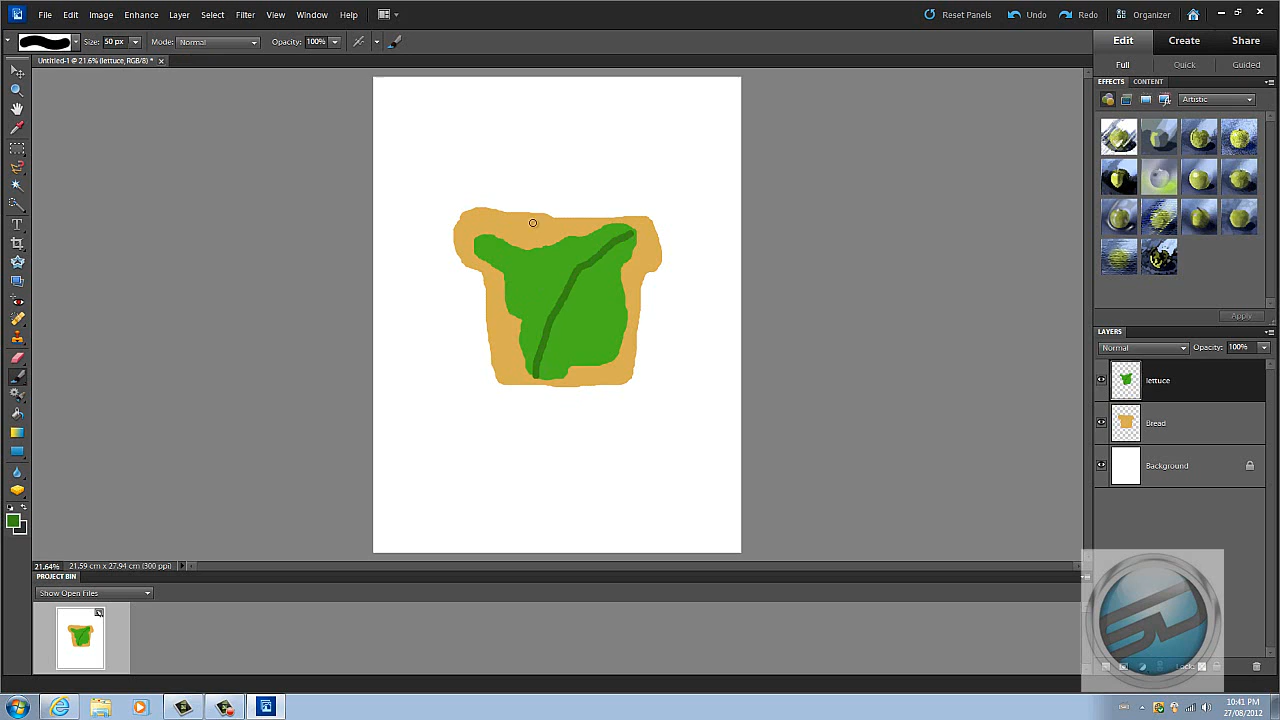 File Edit Image Enhance Layer Select Filter View Window Help Reset Panels Undo Redo Organizer
Size: 50 px Mode: Normal Opacity: 100%
Edit Create Share
Untitled-1 @ 21.6% (lettuce, RGB/8) *
Full Quick Guided
EFFECTS CONTENT
Artistic
Apply
LAYERS
Normal Opacity: 100%
lettuce
Bread
Background
21.64% 21.59 cm x 27.94 cm (300 ppi)
PROJECT BIN
Show Open Files
Lock:
10:41 PM
27/08/2012